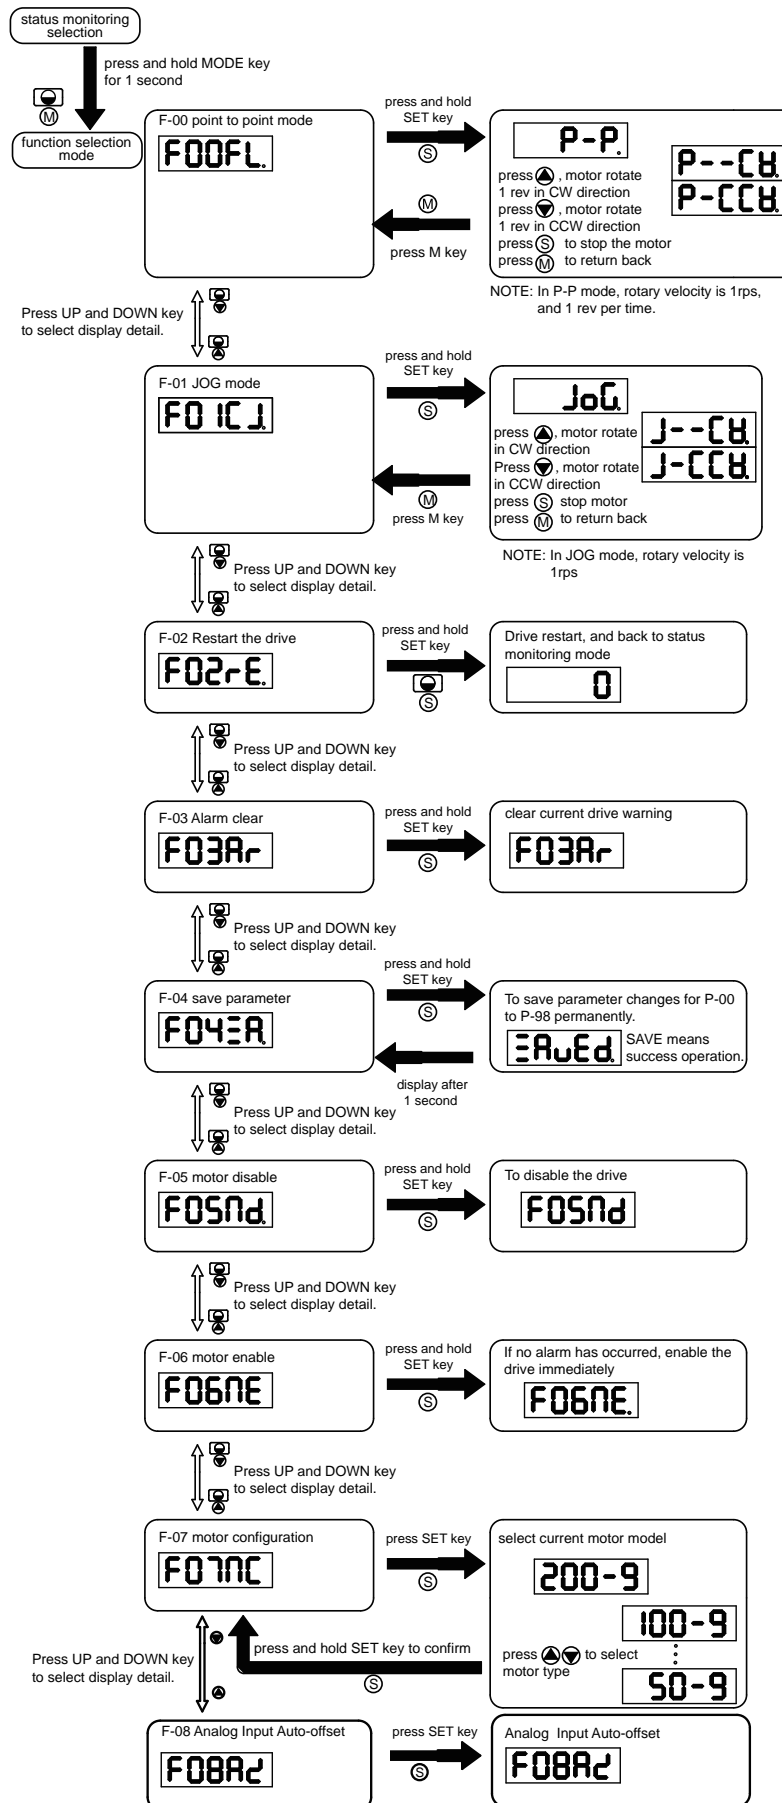 status monitoring
selection
press and hold MODE key
for 1 second
M
function selection
mode
F-00 point to point mode
F00FL.
press and hold
SET key
S
M
press M key
P-P.
P--CW.
P-CCW.
press ▲ , motor rotate
1 rev in CW direction
press ▼ , motor rotate
1 rev in CCW direction
press S to stop the motor
press M to return back
NOTE: In P-P mode, rotary velocity is 1rps,
and 1 rev per time.
Press UP and DOWN key
to select display detail.
F-01 JOG mode
F01CJ.
press and hold
SET key
S
M
press M key
JoG.
J--CW.
J-CCW.
press ▲, motor rotate
in CW direction
Press ▼, motor rotate
in CCW direction
press S stop motor
press M to return back
NOTE: In JOG mode, rotary velocity is
1rps
Press UP and DOWN key
to select display detail.
F-02 Restart the drive
F02rE.
press and hold
SET key
S
Drive restart, and back to status
monitoring mode
0
Press UP and DOWN key
to select display detail.
F-03 Alarm clear
F03Ar
press and hold
SET key
S
clear current drive warning
F03Ar
Press UP and DOWN key
to select display detail.
F-04 save parameter
F04SA.
press and hold
SET key
S
display after
1 second
To save parameter changes for P-00
to P-98 permanently.
SAvEd.
SAVE means
success operation.
Press UP and DOWN key
to select display detail.
F-05 motor disable
F05Md.
press and hold
SET key
S
To disable the drive
F05Md
Press UP and DOWN key
to select display detail.
F-06 motor enable
F06ME
press and hold
SET key
S
If no alarm has occurred, enable the
drive immediately
F06ME.
Press UP and DOWN key
to select display detail.
F-07 motor configuration
F07MC
press SET key
S
select current motor model
200-9
100-9
press ▲▼ to select
motor type
50-9
press and hold SET key to confirm
S
Press UP and DOWN key
to select display detail.
F-08 Analog Input Auto-offset
F08Ad
press SET key
S
Analog Input Auto-offset
F08Ad